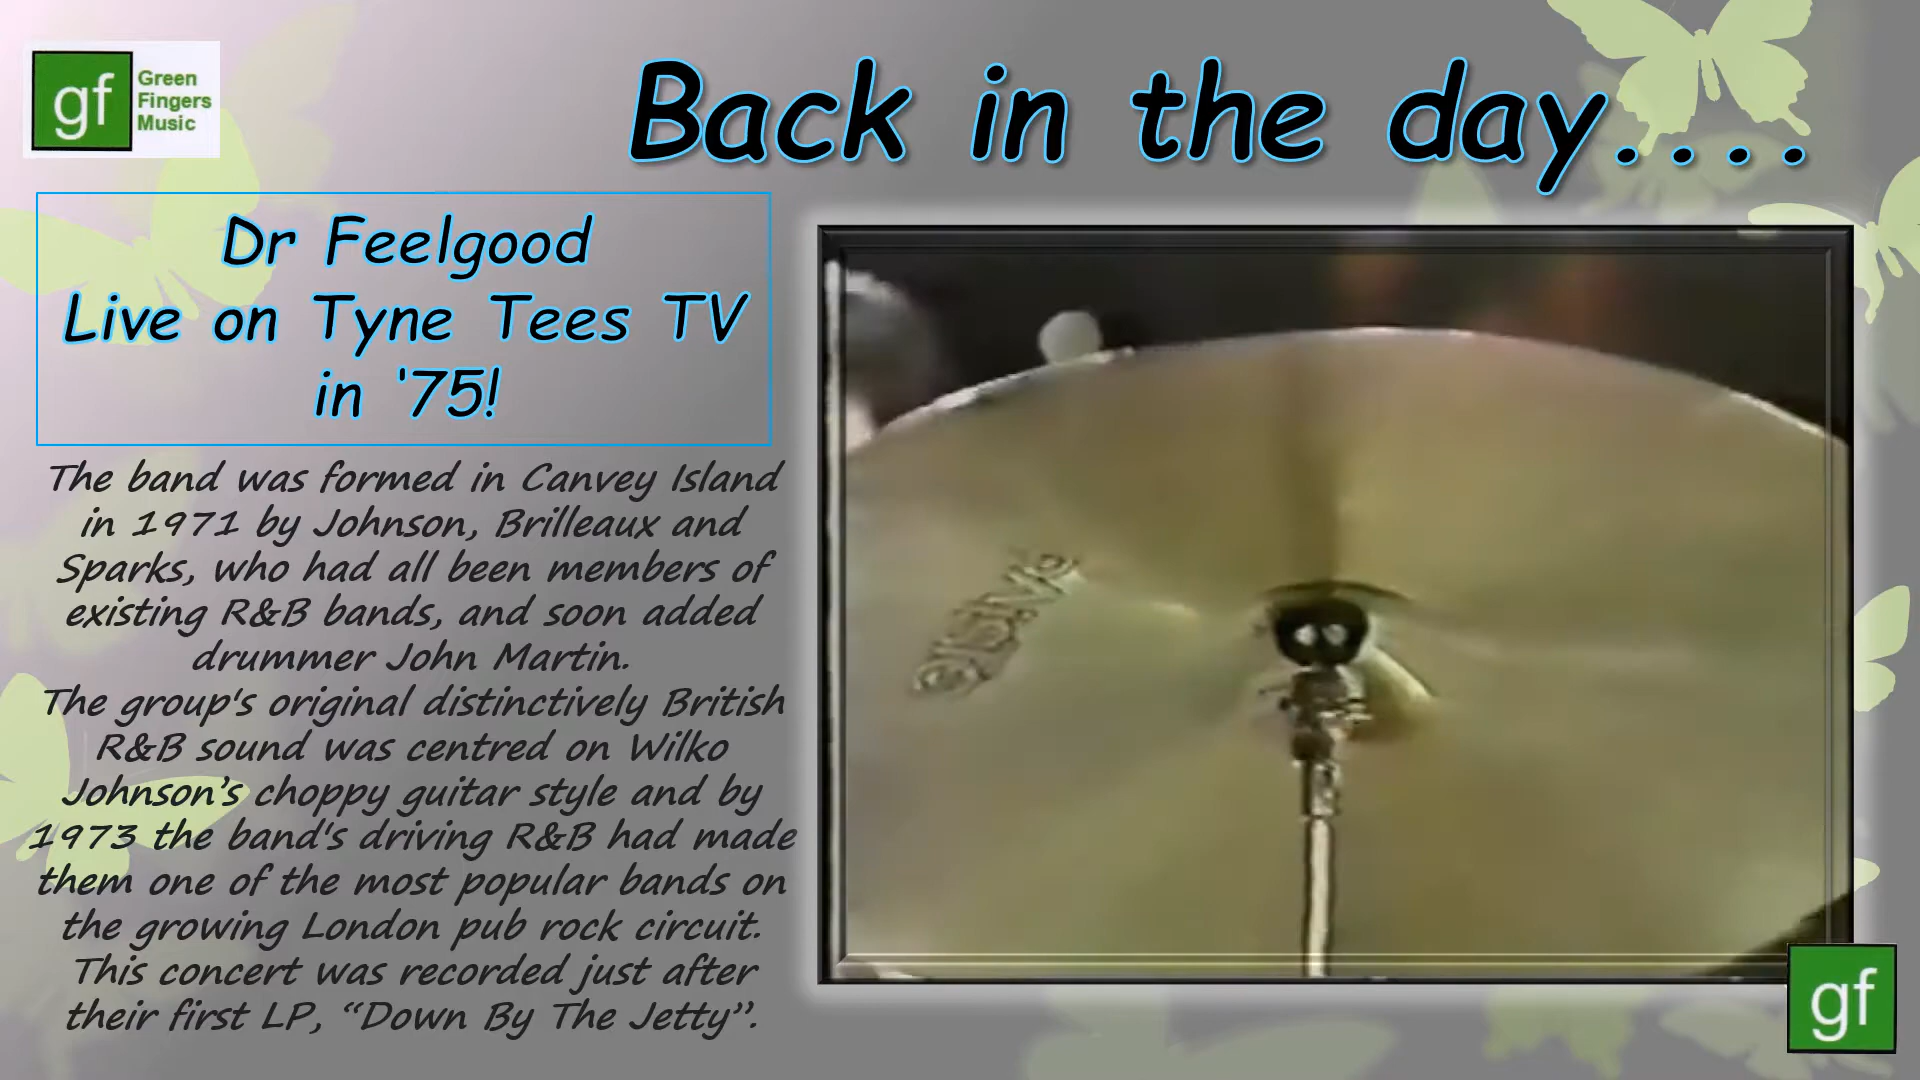 gf
Green
Fingers
Music
Back in the day....
Dr Feelgood
Live on Tyne Tees TV
in '75!
The band was formed in Canvey Island
in 1971 by Johnson, Brilleaux and
Sparks, who had all been members of
existing R&B bands, and soon added
drummer John Martin.
The group's original distinctively British
R&B sound was centred on Wilko
Johnson’s choppy guitar style and by
1973 the band's driving R&B had made
them one of the most popular bands on
the growing London pub rock circuit.
This concert was recorded just after
their first LP, “Down By The Jetty”.
gf